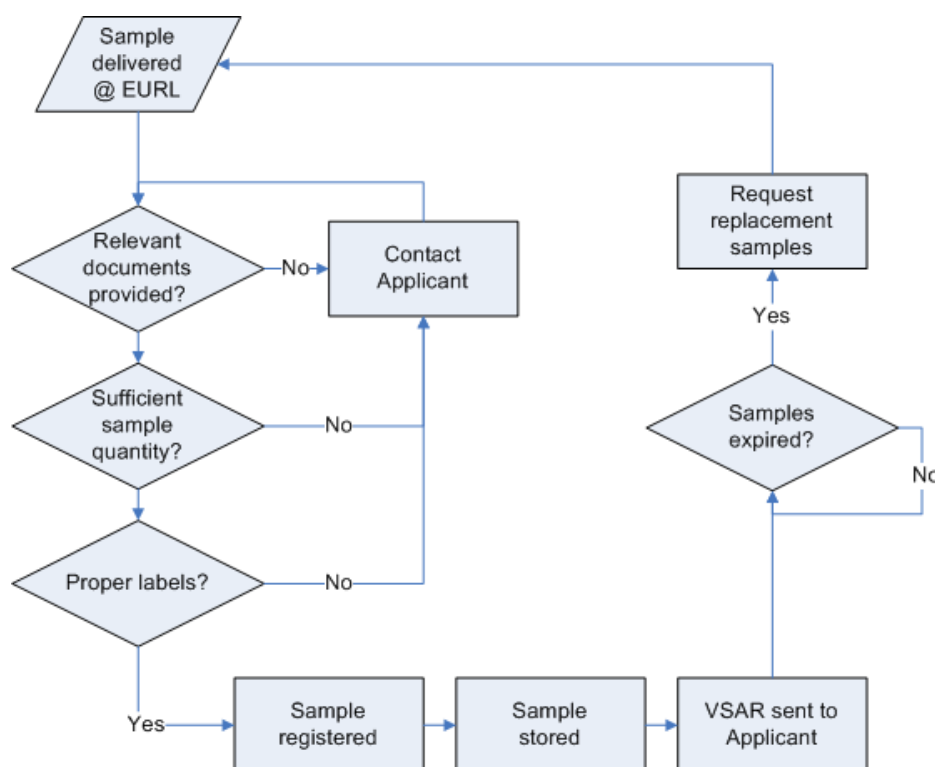 Sample
delivered
@ EURL
Relevant
documents
provided?
No
Contact
Applicant
Sufficient
sample
quantity?
No
Proper labels?
No
Yes
Sample
registered
Sample
stored
VSAR sent to
Applicant
Samples
expired?
No
Yes
Request
replacement
samples